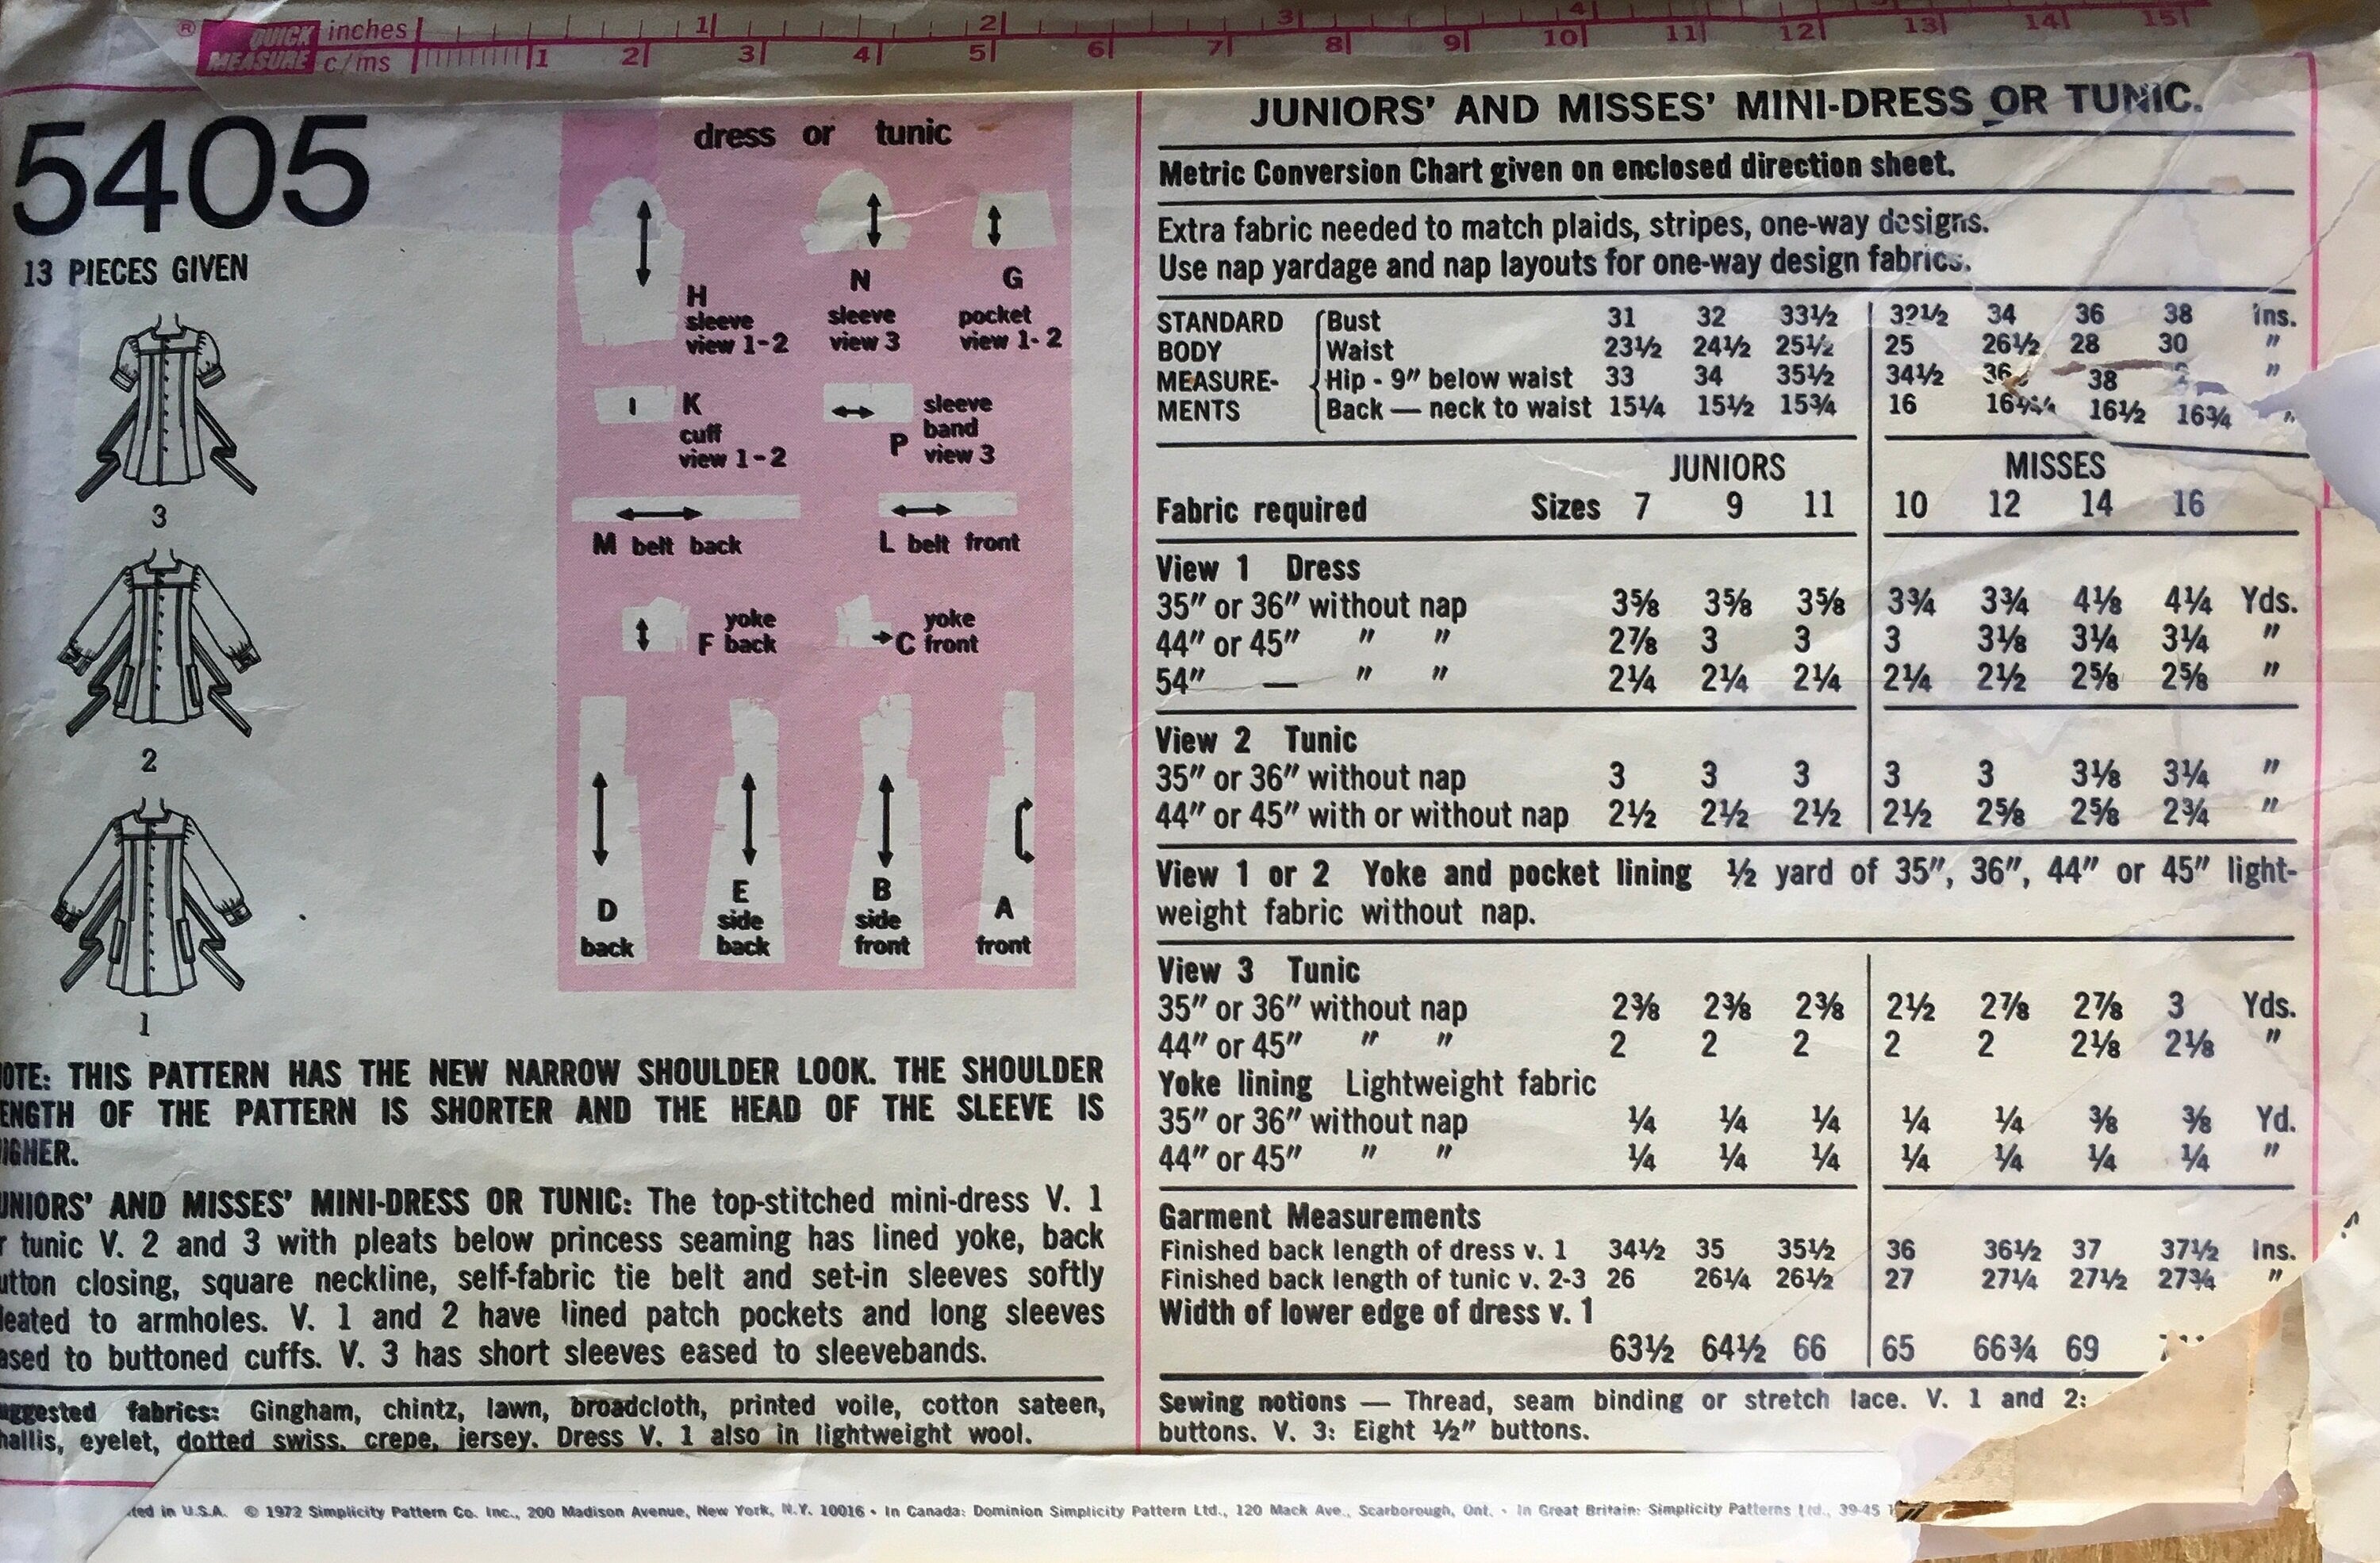 ® QUICK inches 1 2 3 4
MEASURE c/ms 1 2 3 4 5 6 7 8 9 10 11 12 13 14 15
5405
13 PIECES GIVEN
3
2
1
dress or tunic
H
sleeve
view 1-2
N
sleeve
view 3
G
pocket
view 1-2
K
cuff
view 1-2
P
sleeve
band
view 3
M belt back
L belt front
F yoke
back
C yoke
front
D
back
E
side
back
B
side
front
A
front
OTE: THIS PATTERN HAS THE NEW NARROW SHOULDER LOOK. THE SHOULDER
ENGTH OF THE PATTERN IS SHORTER AND THE HEAD OF THE SLEEVE IS
IGHER.
UNIORS' AND MISSES' MINI-DRESS OR TUNIC: The top-stitched mini-dress V. 1
r tunic V. 2 and 3 with pleats below princess seaming has lined yoke, back
utton closing, square neckline, self-fabric tie belt and set-in sleeves softly
leated to armholes. V. 1 and 2 have lined patch pockets and long sleeves
ased to buttoned cuffs. V. 3 has short sleeves eased to sleevebands.
uggested fabrics: Gingham, chintz, lawn, broadcloth, printed voile, cotton sateen,
hallis, eyelet, dotted swiss, crepe, jersey. Dress V. 1 also in lightweight wool.
JUNIORS' AND MISSES' MINI-DRESS OR TUNIC.
Metric Conversion Chart given on enclosed direction sheet.
Extra fabric needed to match plaids, stripes, one-way designs.
Use nap yardage and nap layouts for one-way design fabrics.
STANDARD Bust 31 32 33½ 32½ 34 36 38 Ins.
BODY Waist 23½ 24½ 25½ 25 26½ 28 30 "
MEASURE- Hip - 9" below waist 33 34 35½ 34½ 36 38 "
MENTS Back — neck to waist 15¼ 15½ 15¾ 16 16¼ 16½ 16¾ "
JUNIORS MISSES
Fabric required Sizes 7 9 11 10 12 14 16
View 1 Dress
35" or 36" without nap 3⅝ 3⅝ 3⅝ 3¾ 3¾ 4⅛ 4¼ Yds.
44" or 45" " " 2⅞ 3 3 3 3⅛ 3¼ 3¼ "
54" — " " 2¼ 2¼ 2¼ 2¼ 2½ 2⅝ 2⅝ "
View 2 Tunic
35" or 36" without nap 3 3 3 3 3 3⅛ 3¼ "
44" or 45" with or without nap 2½ 2½ 2½ 2½ 2⅝ 2⅝ 2¾ "
View 1 or 2 Yoke and pocket lining ½ yard of 35", 36", 44" or 45" light-
weight fabric without nap.
View 3 Tunic
35" or 36" without nap 2⅜ 2⅜ 2⅜ 2½ 2⅞ 2⅞ 3 Yds.
44" or 45" " " 2 2 2 2 2 2⅛ 2⅛ "
Yoke lining Lightweight fabric
35" or 36" without nap ¼ ¼ ¼ ¼ ¼ ⅜ ⅜ Yd.
44" or 45" " " ¼ ¼ ¼ ¼ ¼ ¼ ¼ "
Garment Measurements
Finished back length of dress v. 1 34½ 35 35½ 36 36½ 37 37½ Ins.
Finished back length of tunic v. 2-3 26 26¼ 26½ 27 27¼ 27½ 27¾ "
Width of lower edge of dress v. 1
63½ 64½ 66 65 66¾ 69
Sewing notions — Thread, seam binding or stretch lace. V. 1 and 2:
buttons. V. 3: Eight ½" buttons.
ted in U.S.A. © 1972 Simplicity Pattern Co. Inc., 200 Madison Avenue, New York, N.Y. 10016 • In Canada: Dominion Simplicity Pattern Ltd., 120 Mack Ave., Scarborough, Ont. • In Great Britain: Simplicity Patterns Ltd., 39-45